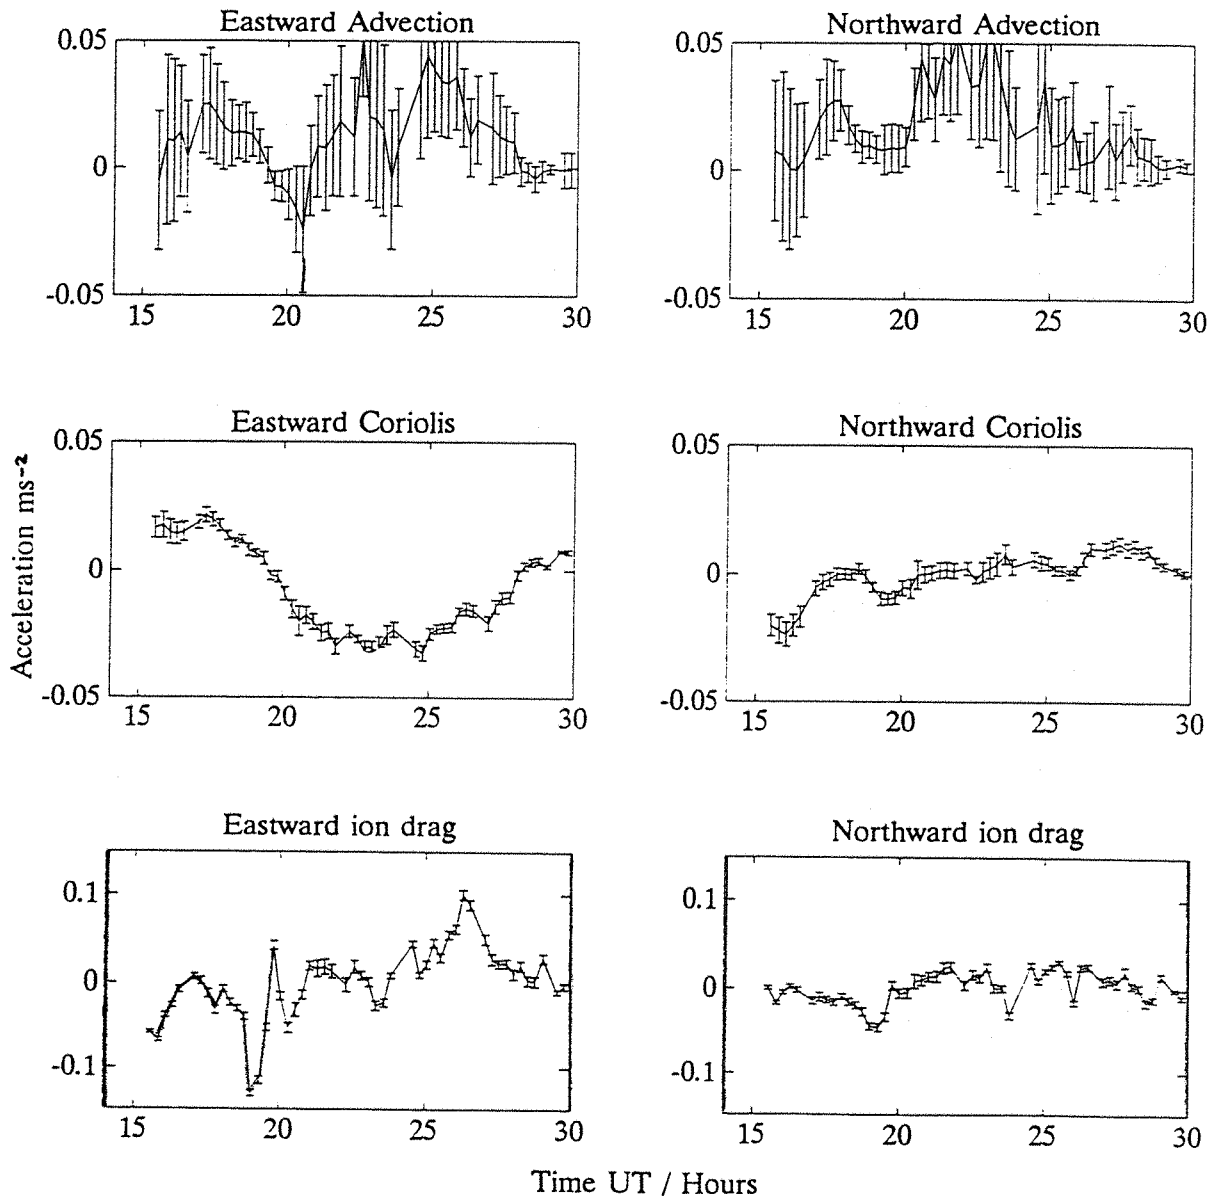 Eastward Advection
0.05
0
-0.05
15 20 25 30
Northward Advection
0.05
0
-0.05
15 20 25 30
Eastward Coriolis
0.05
0
-0.05
15 20 25 30
Northward Coriolis
0.05
0
-0.05
15 20 25 30
Acceleration ms⁻²
Eastward ion drag
0.1
0
-0.1
15 20 25 30
Northward ion drag
0.1
0
-0.1
15 20 25 30
Time UT / Hours